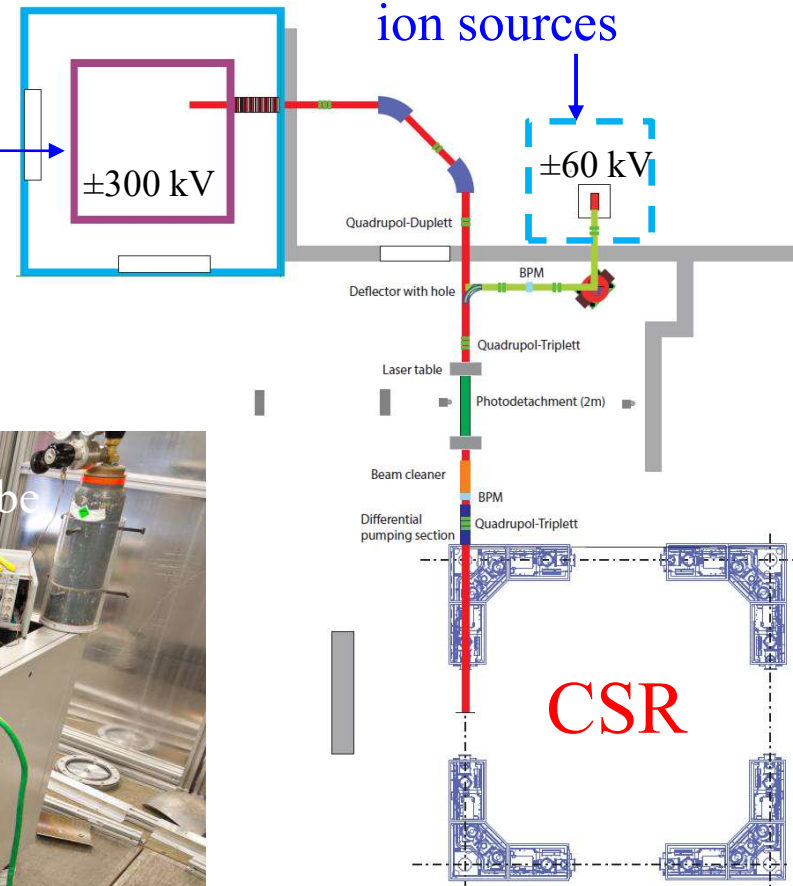 ion sources
±60 kV
±300 kV
Quadrupol-Duplett
BPM
Deflector with hole
Quadrupol-Triplett
Laser table
Photodetachment (2m)
Beam cleaner
be
BPM
Differential
pumping section
Quadrupol-Triplett
CSR